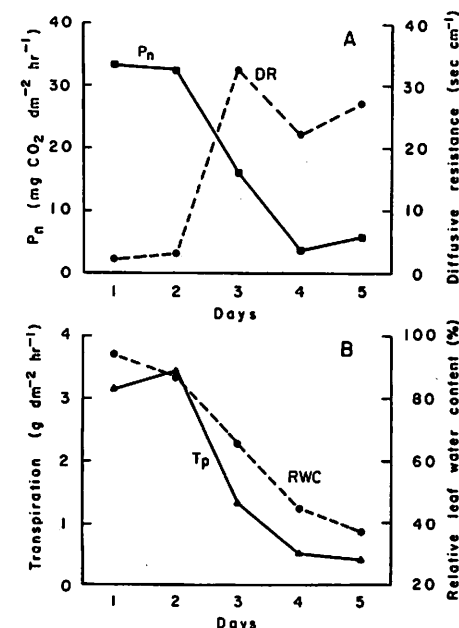 A
Pn
DR
40
30
20
10
0
Pn (mg CO2 dm−2 hr−1)
40
30
20
10
0
Diffusive resistance (sec cm−1)
1 2 3 4 5
Days
B
Tp
RWC
4
3
2
1
0
Transpiration (g dm−2 hr−1)
100
80
60
40
20
Relative leaf water content (%)
1 2 3 4 5
Days